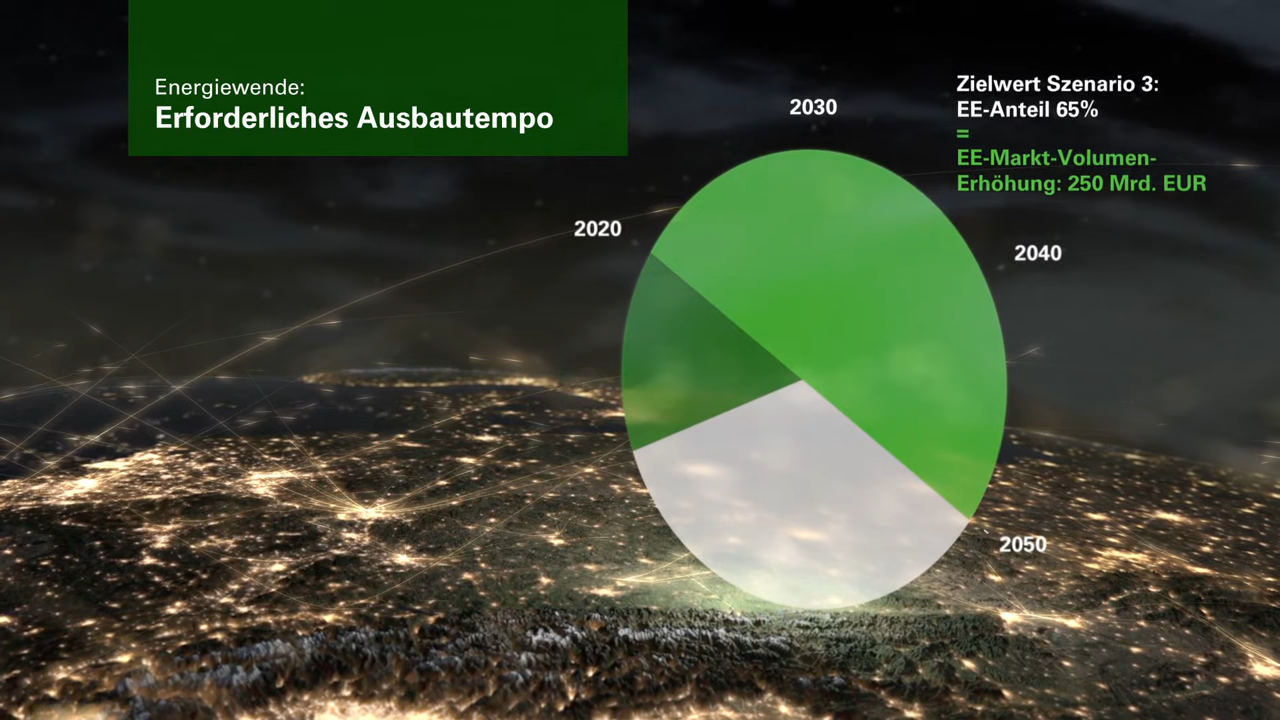 Energiewende:
Erforderliches Ausbautempo
Zielwert Szenario 3:
EE-Anteil 65%
=
EE-Markt-Volumen-
Erhöhung: 250 Mrd. EUR
2020
2030
2040
2050